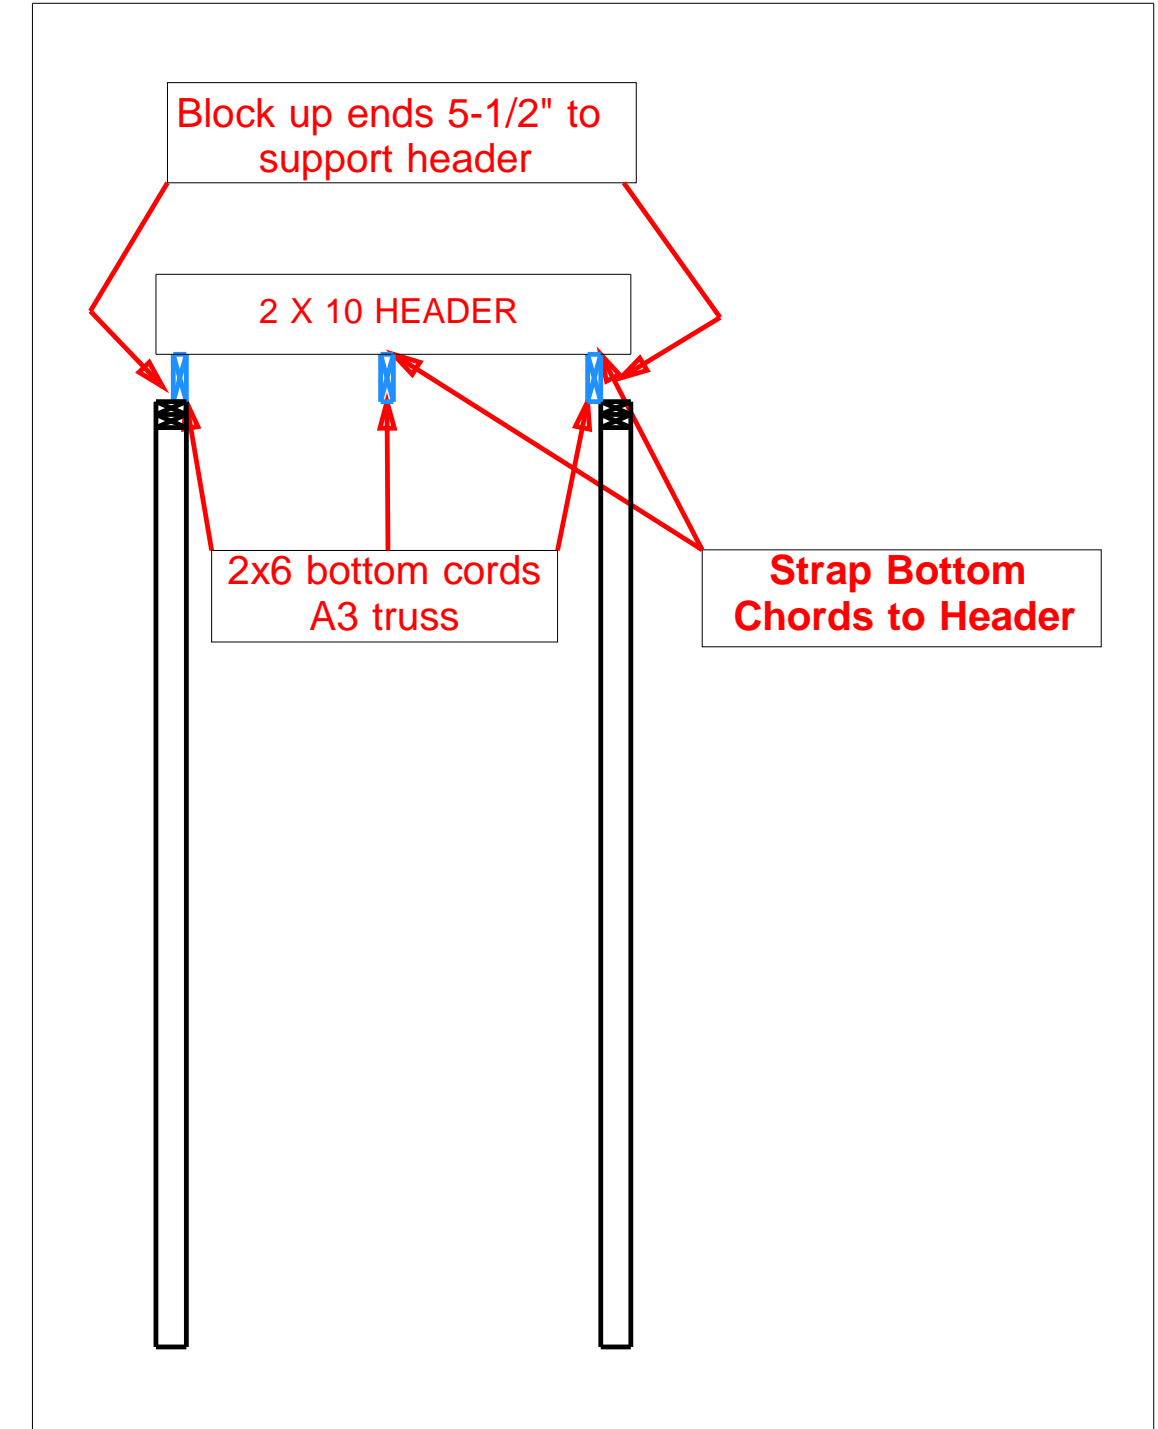 Block up ends 5-1/2" to
support header
2 X 10 HEADER
2x6 bottom cords
A3 truss
Strap Bottom
Chords to Header